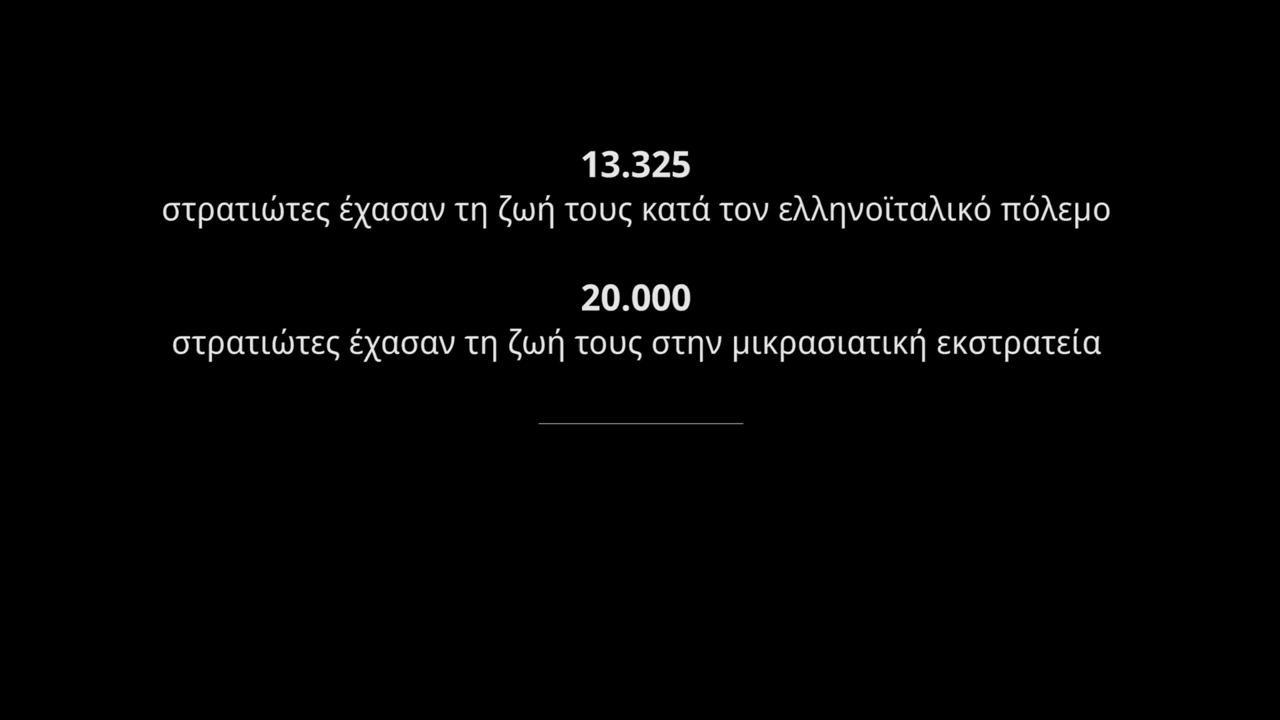 13.325
στρατιώτες έχασαν τη ζωή τους κατά τον ελληνοϊταλικό πόλεμο
20.000
στρατιώτες έχασαν τη ζωή τους στην μικρασιατική εκστρατεία